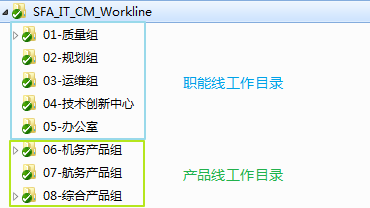 SFA_IT_CM_Workline
01-质量组
02-规划组
03-运维组
职能线工作目录
04-技术创新中心
05-办公室
06-机务产品组
07-航务产品组
产品线工作目录
08-综合产品组